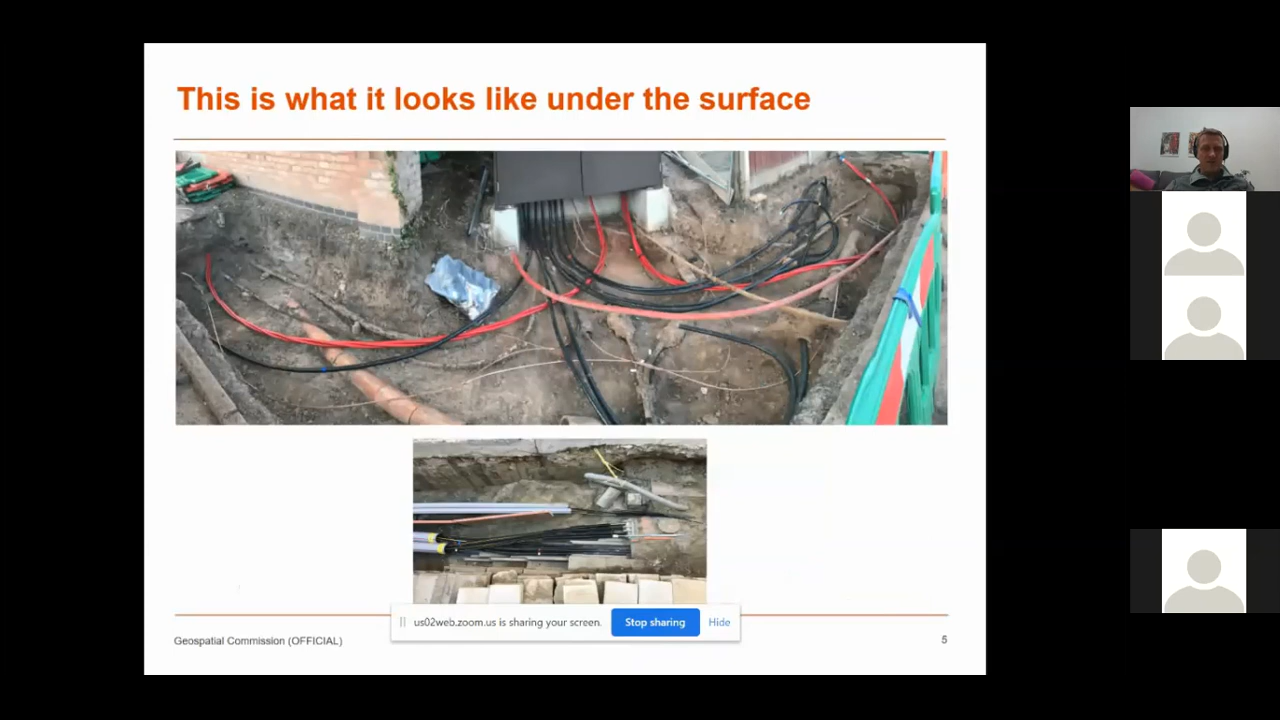 This is what it looks like under the surface
us02web.zoom.us is sharing your screen.
Stop sharing
Hide
Geospatial Commission (OFFICIAL)
5